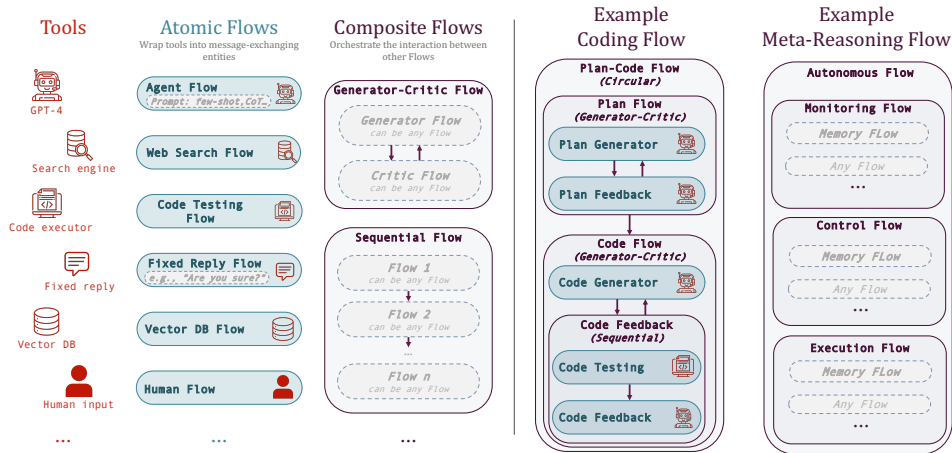 Tools
GPT-4
Search engine
Code executor
Fixed reply
Vector DB
Human input
...
Atomic Flows
Wrap tools into message-exchanging
entities
Agent Flow
Prompt: few-shot,CoT…
Web Search Flow
Code Testing
Flow
Fixed Reply Flow
e.g., "Are you sure?"
Vector DB Flow
Human Flow
...
Composite Flows
Orchestrate the interaction between
other Flows
Generator-Critic Flow
Generator Flow
can be any Flow
Critic Flow
can be any Flow
Sequential Flow
Flow 1
can be any Flow
Flow 2
can be any Flow
...
Flow n
can be any Flow
...
Example
Coding Flow
Plan-Code Flow
(Circular)
Plan Flow
(Generator-Critic)
Plan Generator
Plan Feedback
Code Flow
(Generator-Critic)
Code Generator
Code Feedback
(Sequential)
Code Testing
Code Feedback
Example
Meta-Reasoning Flow
Autonomous Flow
Monitoring Flow
Memory FLow
Any Flow
...
Control Flow
Memory FLow
Any Flow
...
Execution Flow
Memory FLow
Any Flow
...